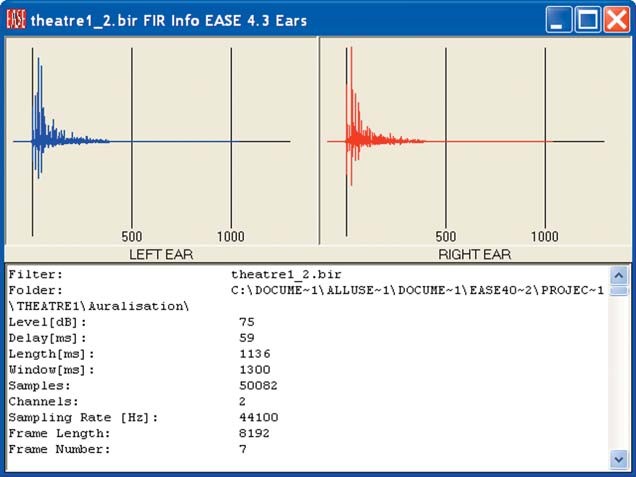 EASE theatre1_2.bir FIR Info EASE 4.3 Ears
500 1000 500 1000
LEFT EAR RIGHT EAR
Filter: theatre1_2.bir
Folder: C:\DOCUME~1\ALLUSE~1\DOCUME~1\EASE40~2\PROJEC~1
\THEATRE1\Auralisation\
Level[dB]: 75
Delay[ms]: 59
Length[ms]: 1136
Window[ms]: 1300
Samples: 50082
Channels: 2
Sampling Rate [Hz]: 44100
Frame Length: 8192
Frame Number: 7